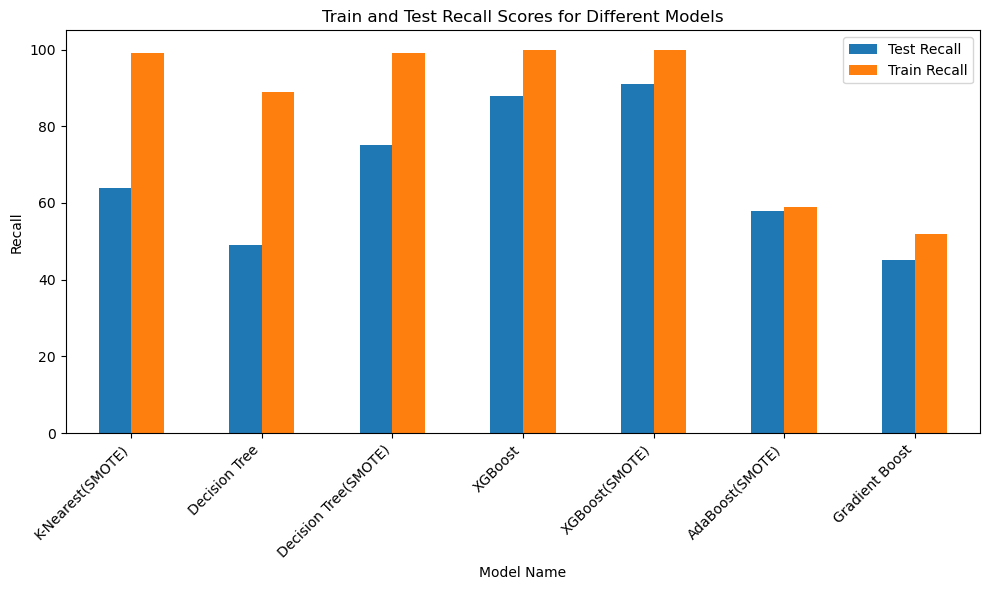 Train and Test Recall Scores for Different Models
Test Recall
Train Recall
Recall
100
80
60
40
20
0
K-Nearest(SMOTE)
Decision Tree
Decision Tree(SMOTE)
XGBoost
XGBoost(SMOTE)
AdaBoost(SMOTE)
Gradient Boost
Model Name